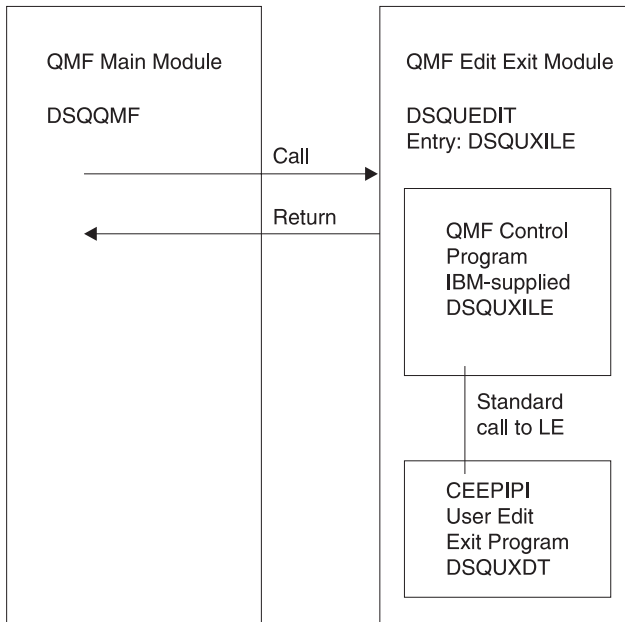 QMF Main Module
DSQQMF
Call
Return
QMF Edit Exit Module
DSQUEDIT
Entry: DSQUXILE
QMF Control
Program
IBM-supplied
DSQUXILE
Standard
call to LE
CEEPIPI
User Edit
Exit Program
DSQUXDT